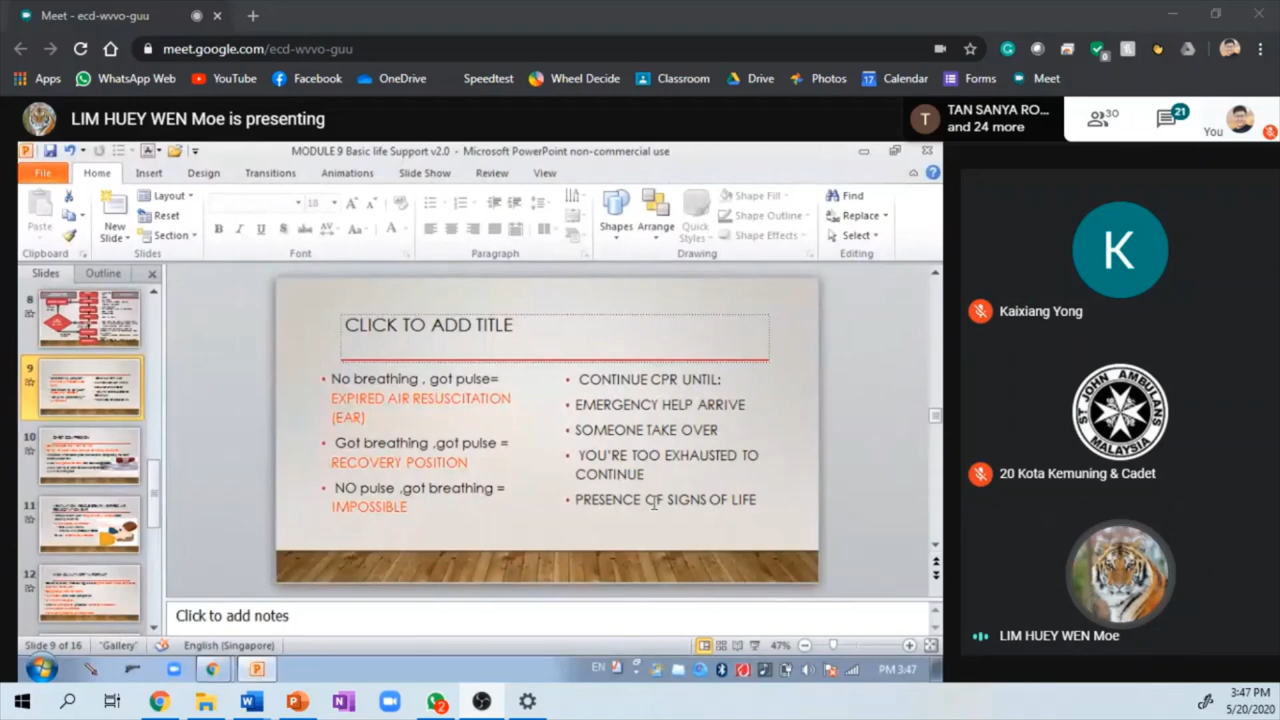 Meet - ecd-wvvo-guu
meet.google.com/ecd-wvvo-guu
Apps WhatsApp Web YouTube Facebook OneDrive Speedtest Wheel Decide Classroom Drive Photos Calendar Forms Meet
LIM HUEY WEN Moe is presenting
TAN SANYA RO...
and 24 more
30
21
You
MODULE 9 Basic life Support v2.0 - Microsoft PowerPoint non-commercial use
File Home Insert Design Transitions Animations Slide Show Review View
Paste
New
Slide
Layout
Reset
Section
18
Shapes
Arrange
Quick
Styles
Shape Fill
Shape Outline
Shape Effects
Find
Replace
Select
Clipboard Slides Font Paragraph Drawing Editing
Slides Outline
8
9
10
11
12
CLICK TO ADD TITLE
• No breathing , got pulse=
EXPIRED AIR RESUSCITATION
(EAR)
• Got breathing ,got pulse =
RECOVERY POSITION
• NO pulse ,got breathing =
IMPOSSIBLE
• CONTINUE CPR UNTIL:
• EMERGENCY HELP ARRIVE
• SOMEONE TAKE OVER
• YOU'RE TOO EXHAUSTED TO
CONTINUE
• PRESENCE OF SIGNS OF LIFE
Click to add notes
Slide 9 of 16 "Gallery" English (Singapore) 47%
EN PM 3:47
K
Kaixiang Yong
ST JOHN AMBULANS
MALAYSIA
20 Kota Kemuning & Cadet
LIM HUEY WEN Moe
2
3:47 PM
5/20/2020